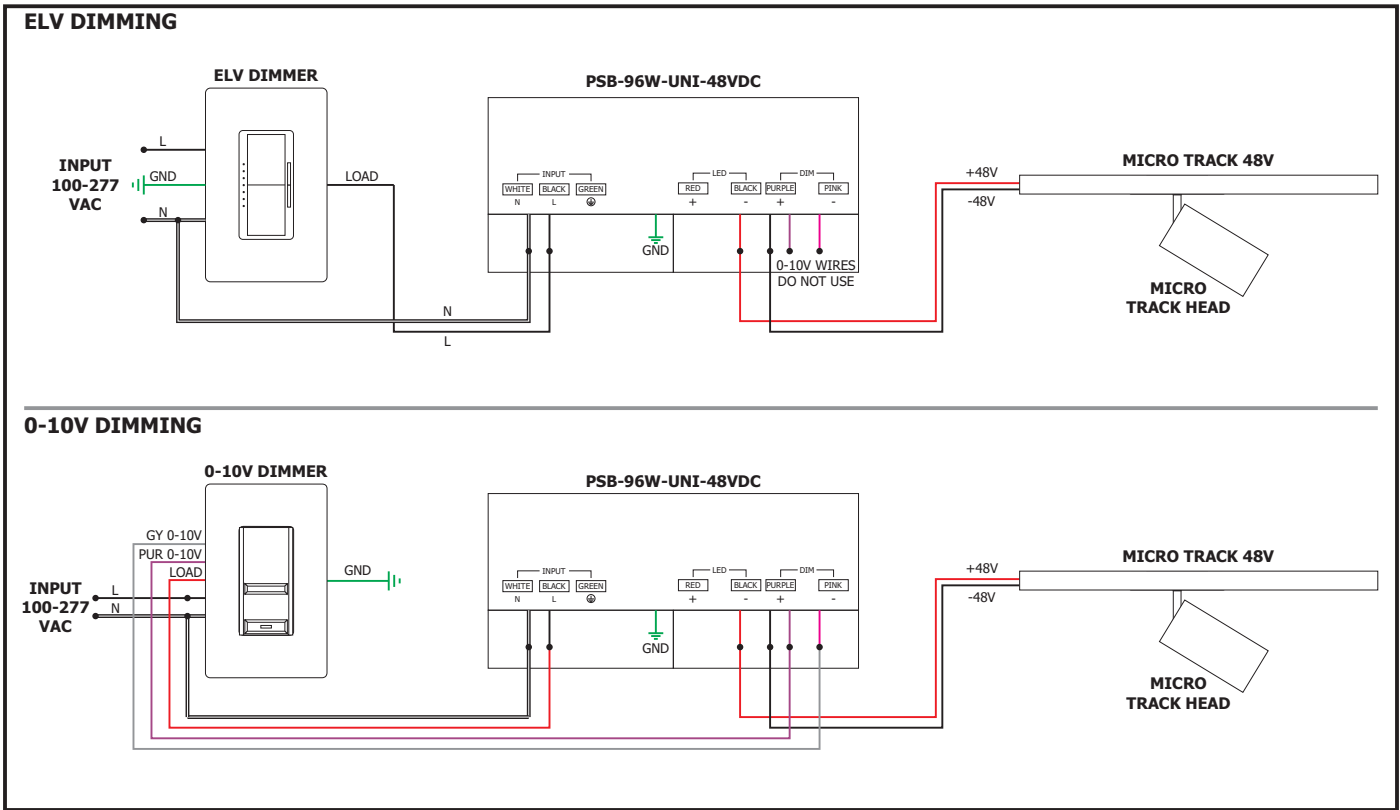 ELV DIMMING
ELV DIMMER
PSB-96W-UNI-48VDC
L
INPUT
100-277
VAC
GND
N
LOAD
INPUT
WHITE BLACK GREEN
N L
LED
RED BLACK
+ -
DIM
PURPLE PINK
+ -
GND
0-10V WIRES
DO NOT USE
N
L
+48V
-48V
MICRO TRACK 48V
MICRO
TRACK HEAD
0-10V DIMMING
0-10V DIMMER
PSB-96W-UNI-48VDC
GY 0-10V
PUR 0-10V
LOAD
INPUT
100-277
VAC
L
N
GND
INPUT
WHITE BLACK GREEN
N L
LED
RED BLACK
+ -
DIM
PURPLE PINK
+ -
GND
+48V
-48V
MICRO TRACK 48V
MICRO
TRACK HEAD